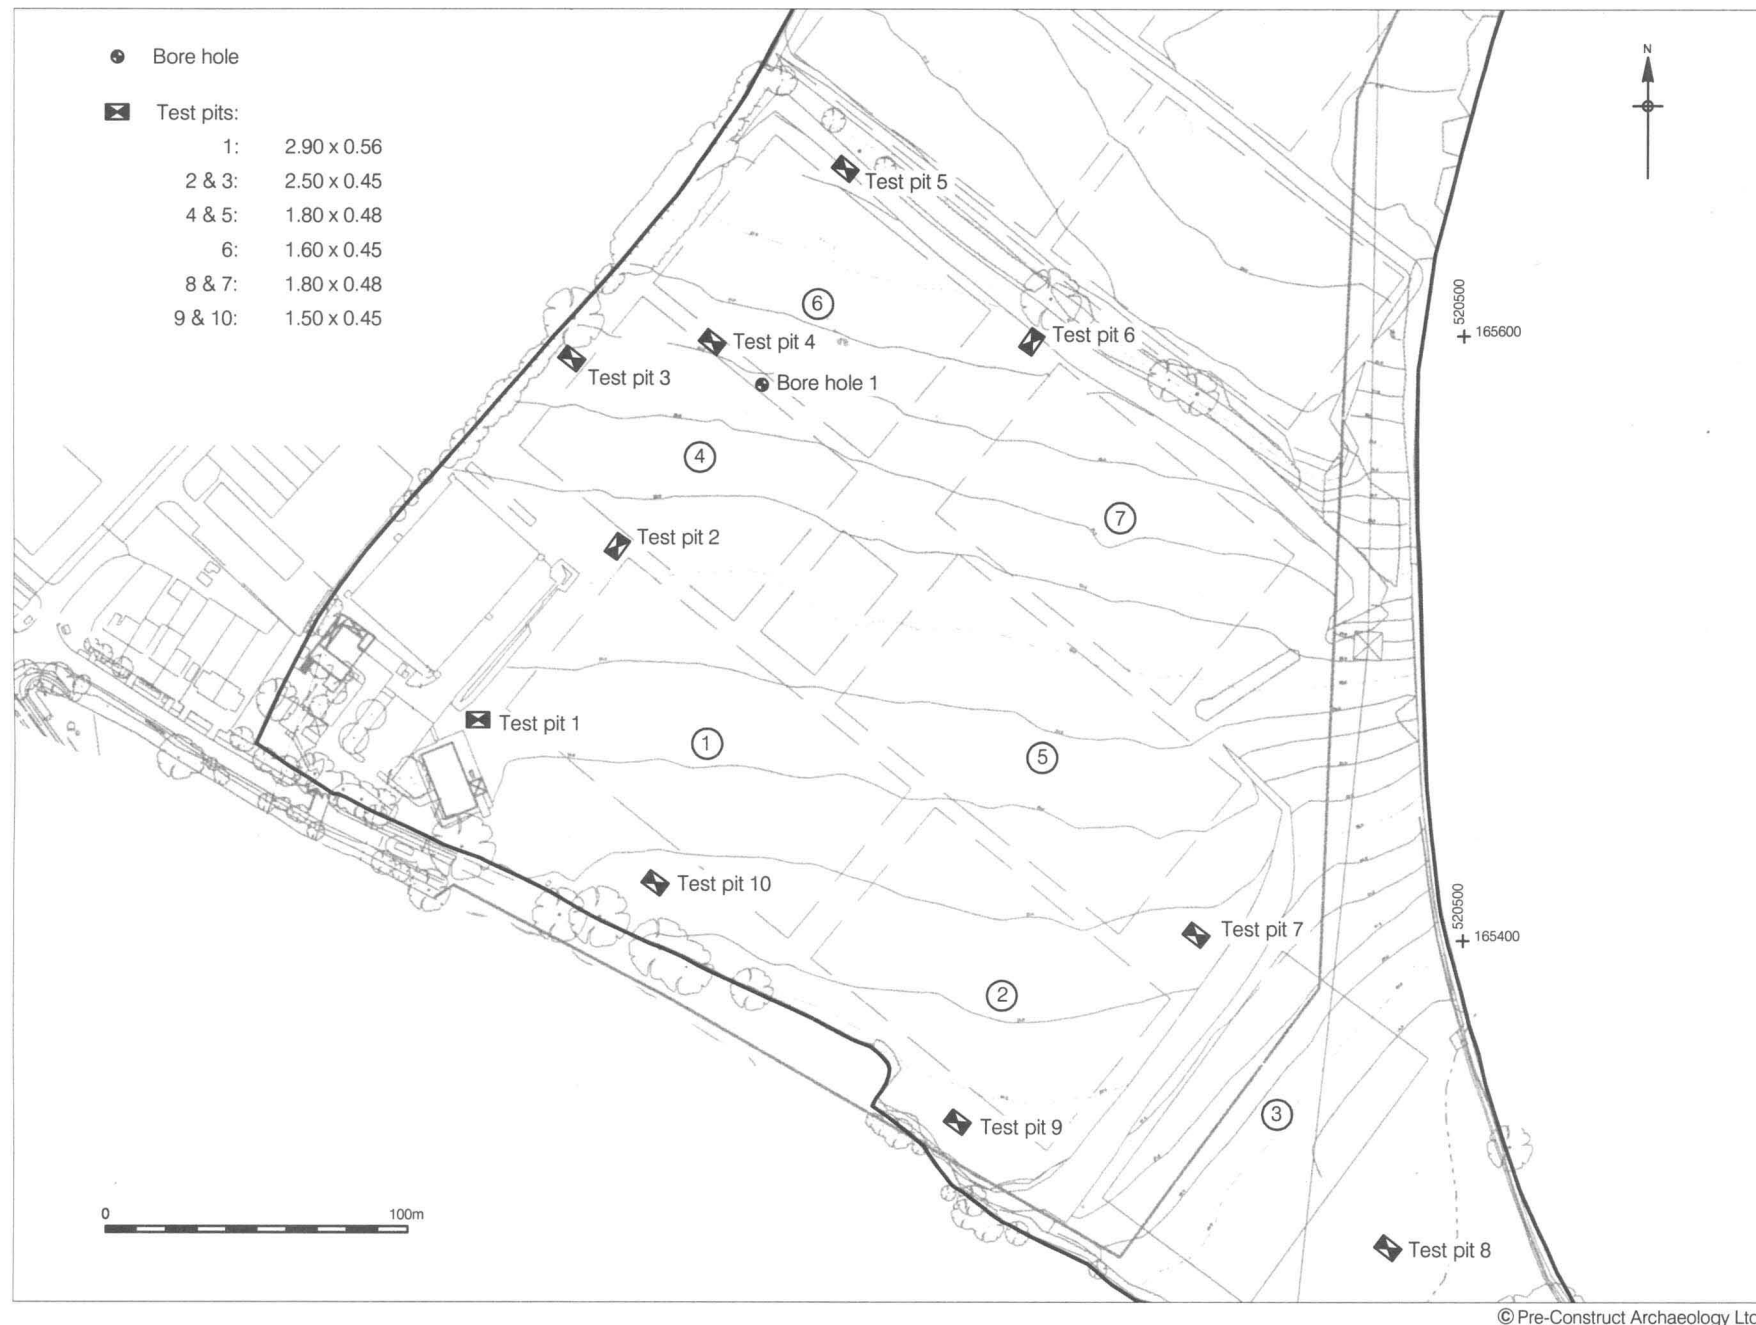 Bore hole
N
Test pits:
1: 2.90 x 0.56
2 & 3: 2.50 x 0.45
4 & 5: 1.80 x 0.48
6: 1.60 x 0.45
8 & 7: 1.80 x 0.48
9 & 10: 1.50 x 0.45
Test pit 5
6
520500
165600
Test pit 4
Test pit 6
Test pit 3
Bore hole 1
4
7
Test pit 2
Test pit 1
1
5
Test pit 10
520500
165400
Test pit 7
2
3
Test pit 9
0 100m
Test pit 8
© Pre-Construct Archaeology Ltd